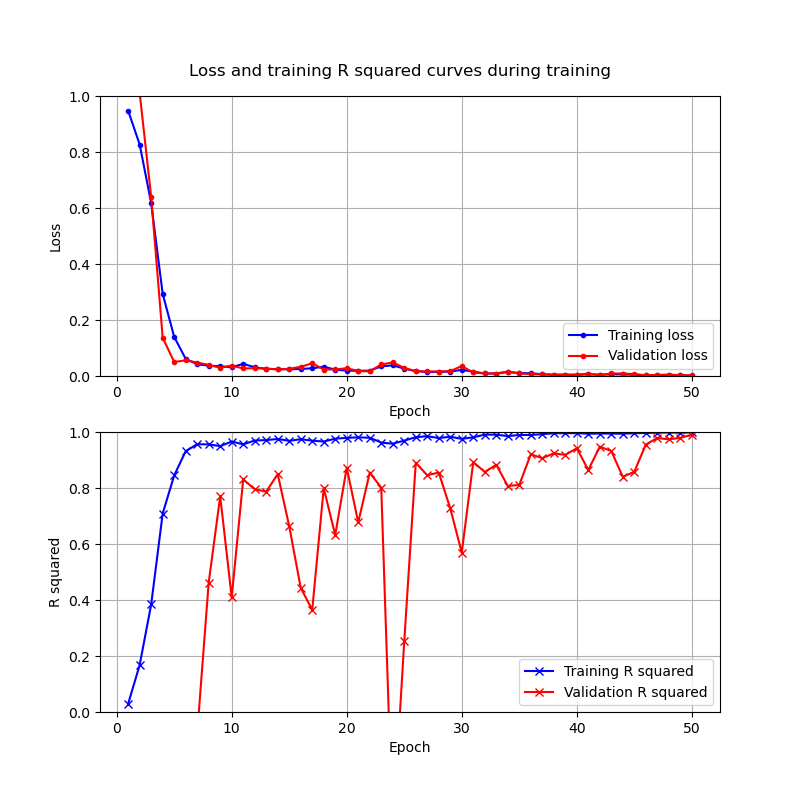 Loss and training R squared curves during training
1.0
0.8
0.6
0.4
0.2
0.0
Loss
Training loss
Validation loss
0 10 20 30 40 50
Epoch
1.0
0.8
0.6
0.4
0.2
0.0
R squared
Training R squared
Validation R squared
0 10 20 30 40 50
Epoch